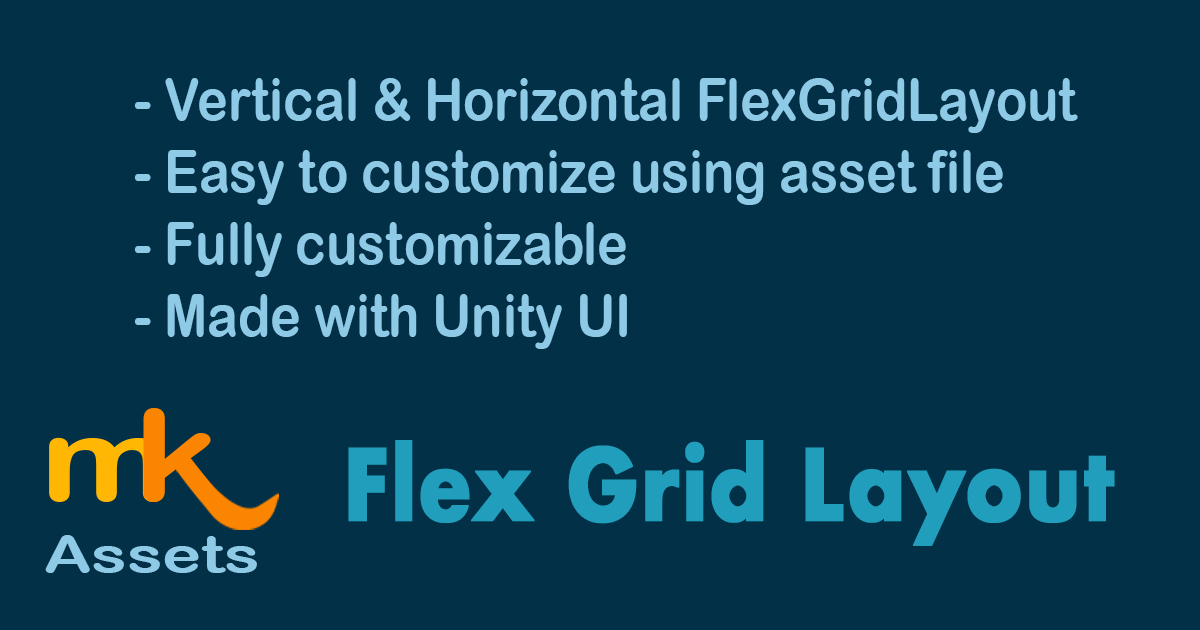 - Vertical & Horizontal FlexGridLayout
- Easy to customize using asset file
- Fully customizable
- Made with Unity UI
mk
Assets
Flex Grid Layout